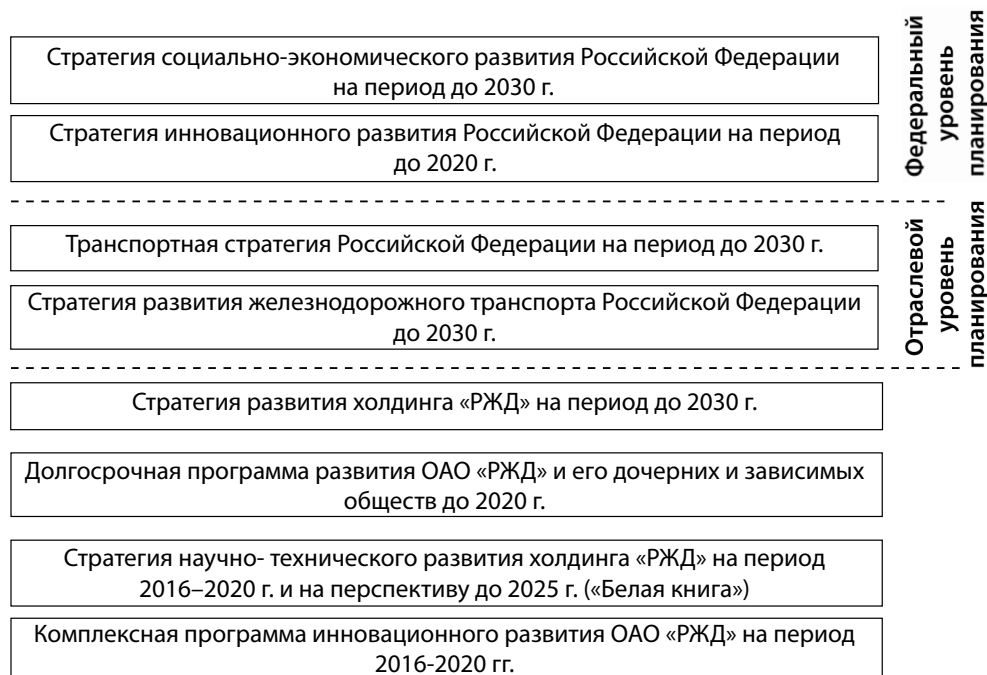 Стратегия социально-экономического развития Российской Федерации
на период до 2030 г.
Стратегия инновационного развития Российской Федерации на период
до 2020 г.
Федеральный
уровень
планирования
Транспортная стратегия Российской Федерации на период до 2030 г.
Стратегия развития железнодорожного транспорта Российской Федерации
до 2030 г.
Отраслевой
уровень
планирования
Стратегия развития холдинга «РЖД» на период до 2030 г.
Долгосрочная программа развития ОАО «РЖД» и его дочерних и зависимых
обществ до 2020 г.
Стратегия научно- технического развития холдинга «РЖД» на период
2016–2020 г. и на перспективу до 2025 г. («Белая книга»)
Комплексная программа инновационного развития ОАО «РЖД» на период
2016-2020 гг.